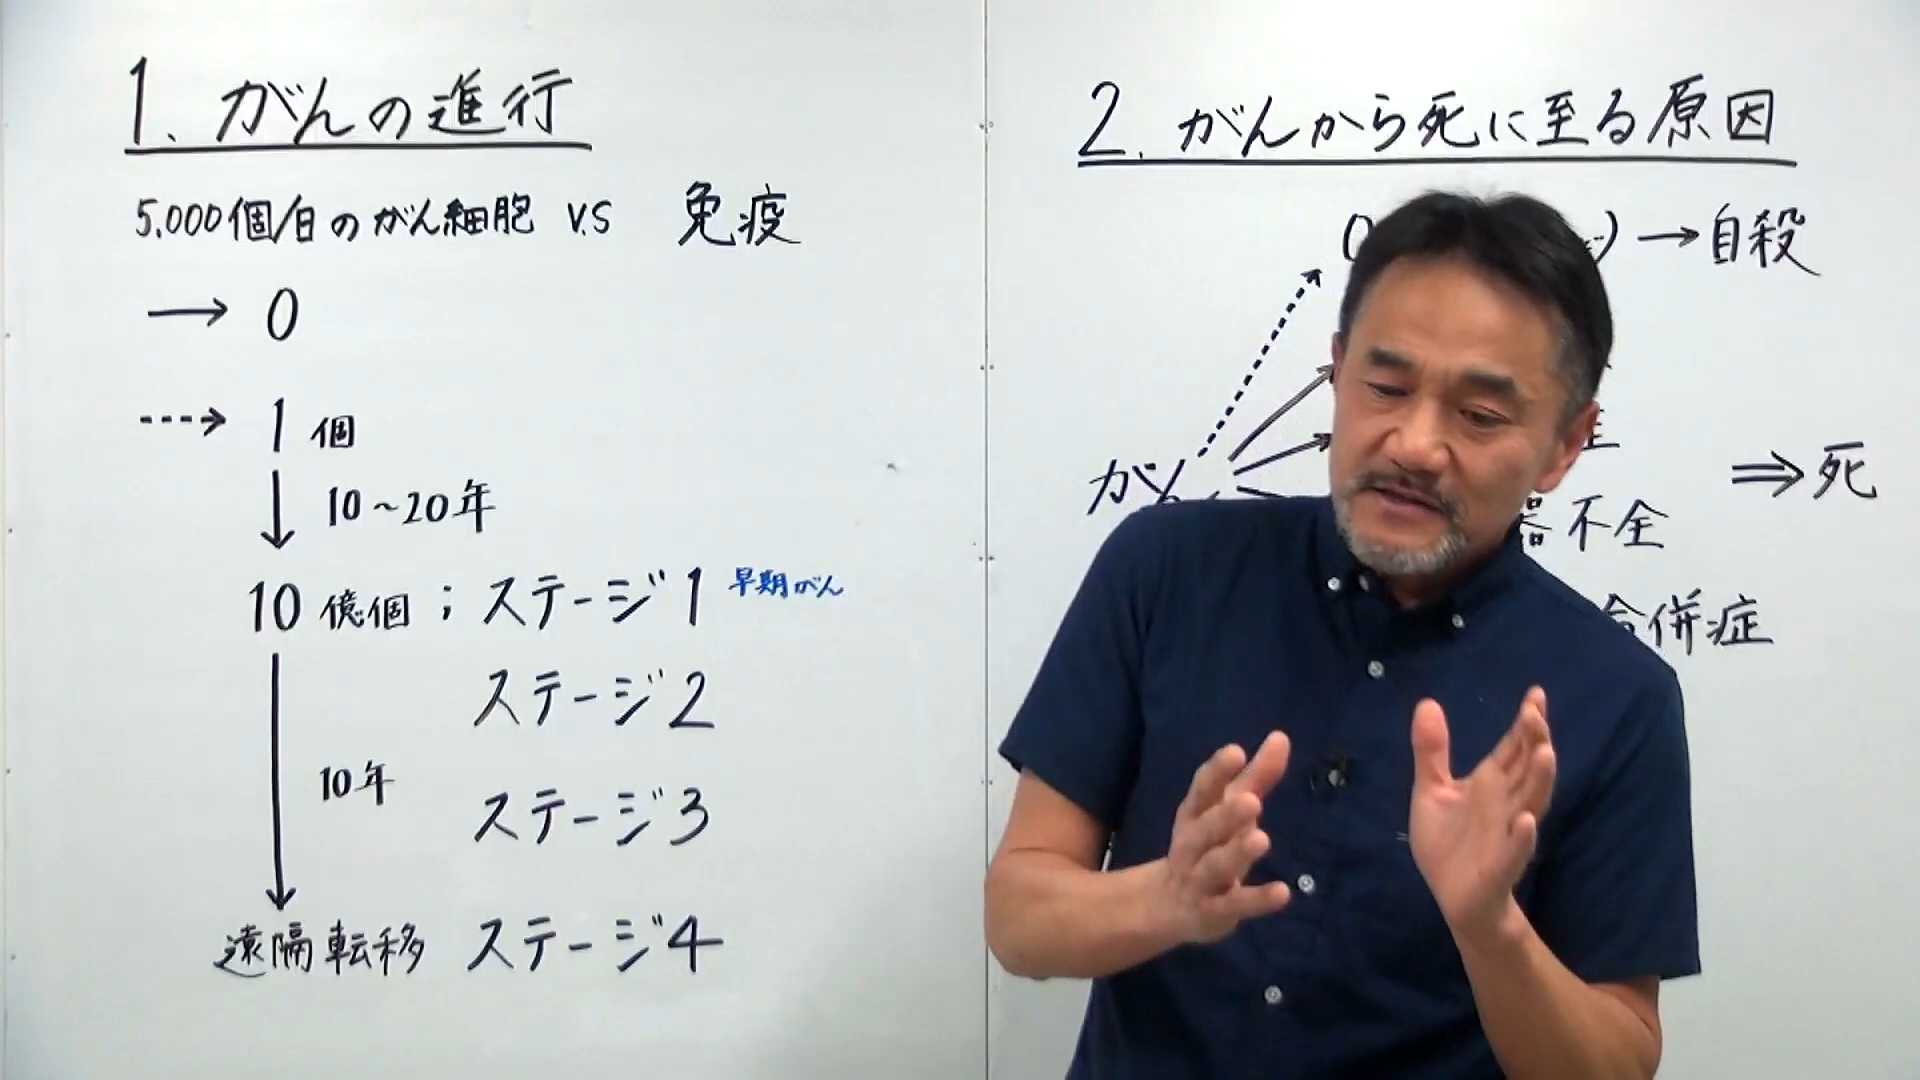 1. がんの進行
5,000個/日のがん細胞 V.S 免疫
→ 0
⇢ 1個
↓ 10~20年
10億個 ; ステージ1 早期がん
ステージ2
10年 ステージ3
遠隔転移 ステージ4
2. がんから死に至る原因
→自殺
がん
不全
併症
⇒死